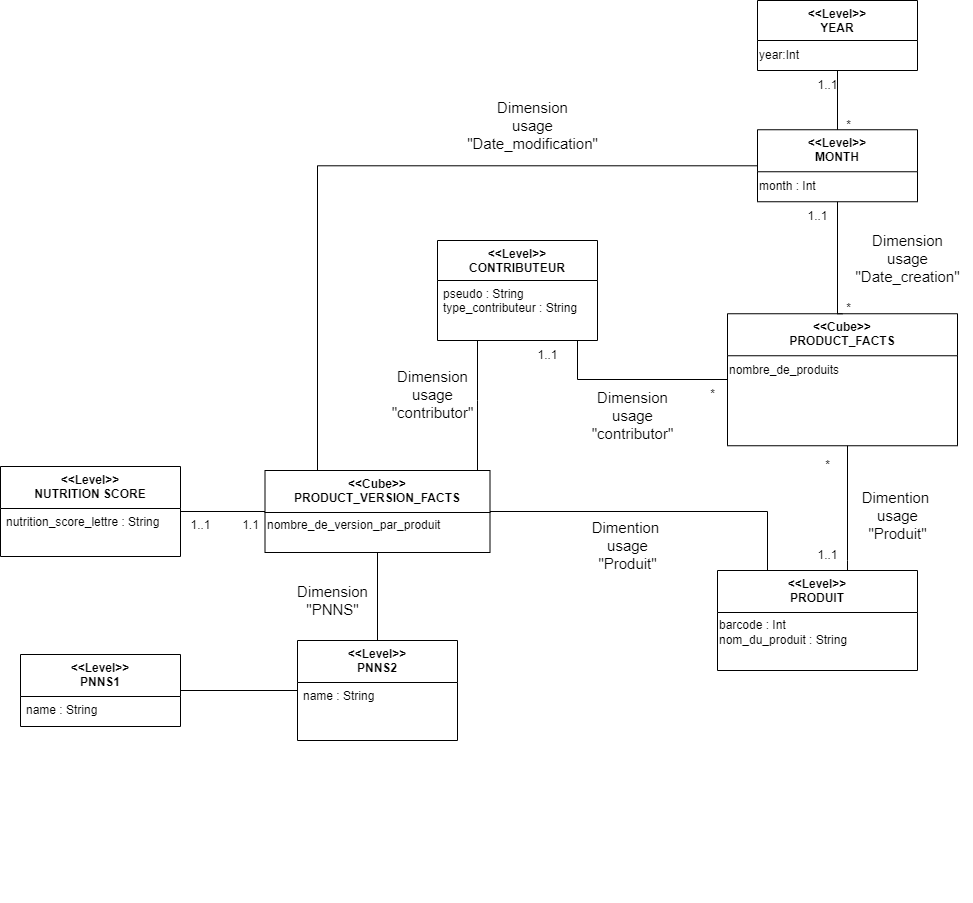 <<Level>>
YEAR
year:Int
1..1
*
Dimension
usage
"Date_modification"
<<Level>>
MONTH
month : Int
1..1
Dimension
usage
"Date_creation"
*
<<Level>>
CONTRIBUTEUR
pseudo : String
type_contributeur : String
1..1
<<Cube>>
PRODUCT_FACTS
nombre_de_produits
Dimension
usage
"contributor"
Dimension
usage
"contributor"
*
*
<<Level>>
NUTRITION SCORE
nutrition_score_lettre : String
1..1
1.1
<<Cube>>
PRODUCT_VERSION_FACTS
nombre_de_version_par_produit
Dimention
usage
"Produit"
Dimention
usage
"Produit"
1..1
<<Level>>
PRODUIT
barcode : Int
nom_du_produit : String
Dimension
"PNNS"
<<Level>>
PNNS1
name : String
<<Level>>
PNNS2
name : String